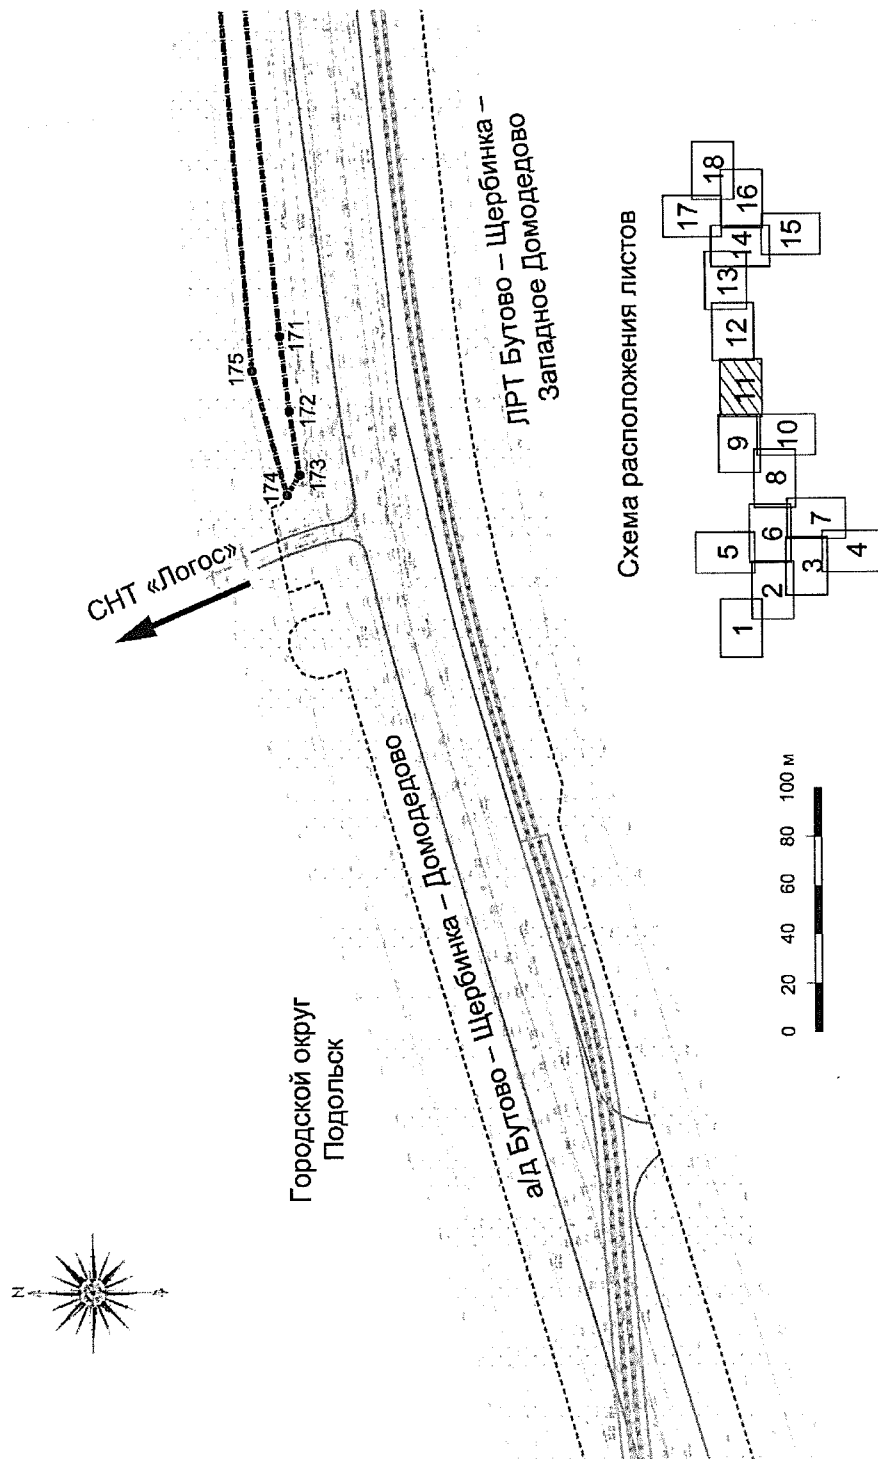 N
Городской округ
Подольск
СНТ «Логос»
174
175
173
172
171
а/д Бутово – Щербинка – Домодедово
ЛРТ Бутово – Щербинка –
Западное Домодедово
0 20 40 60 80 100 м
Схема расположения листов
1
2
3
4
5
6
7
8
9
10
11
12
13
14
15
16
17
18